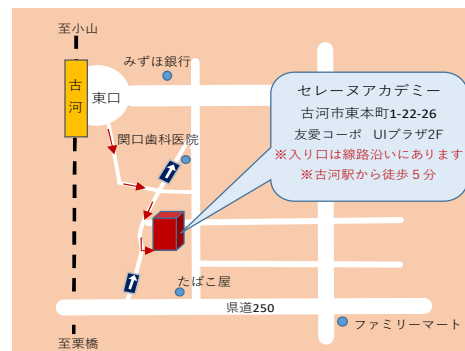 至小山
みずほ銀行
古河
東口
セレーヌアカデミー
古河市東本町1-22-26
友愛コーポ UIプラザ2F
※入り口は線路沿いにあります
※古河駅から徒歩５分
関口歯科医院
たばこ屋
県道250
ファミリーマート
至栗橋